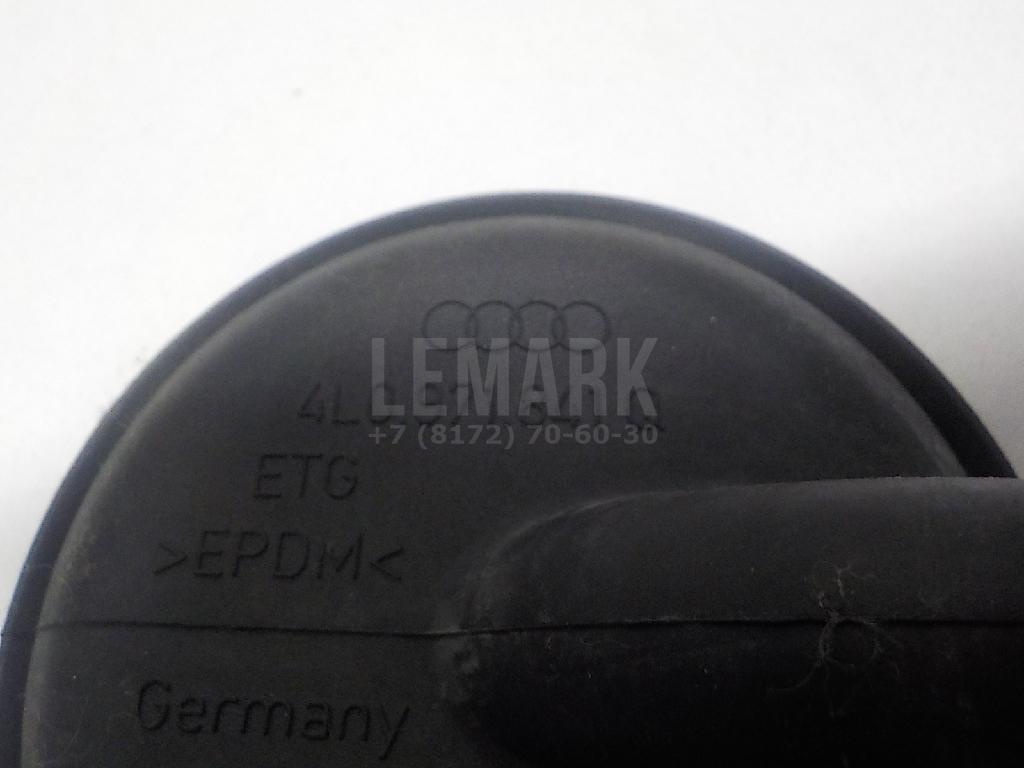 LEMARK
+7 (8172) 70-60-30
ETG
>EPDM<
Germany